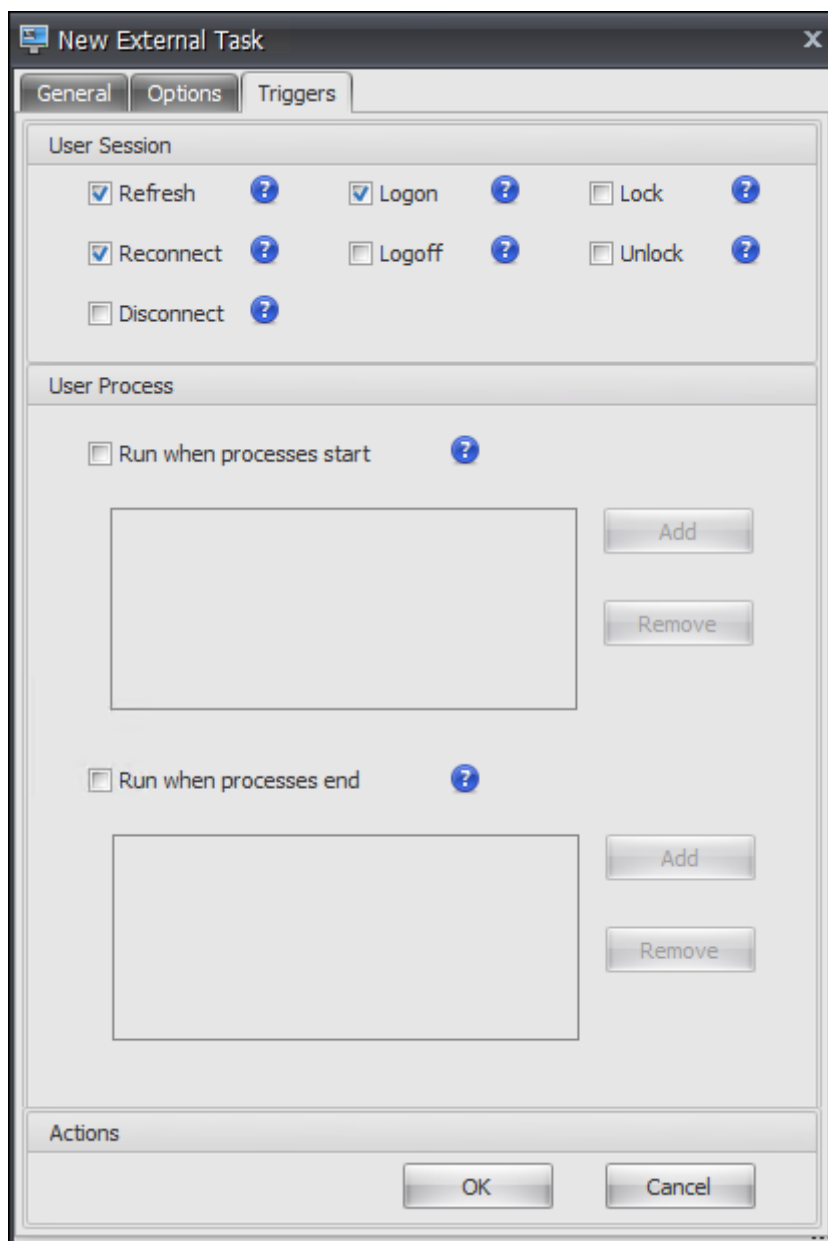 New External Task
x
General Options Triggers
User Session
Refresh ? Logon ? Lock ?
Reconnect ? Logoff ? Unlock ?
Disconnect ?
User Process
Run when processes start ?
Add
Remove
Run when processes end ?
Add
Remove
Actions
OK Cancel